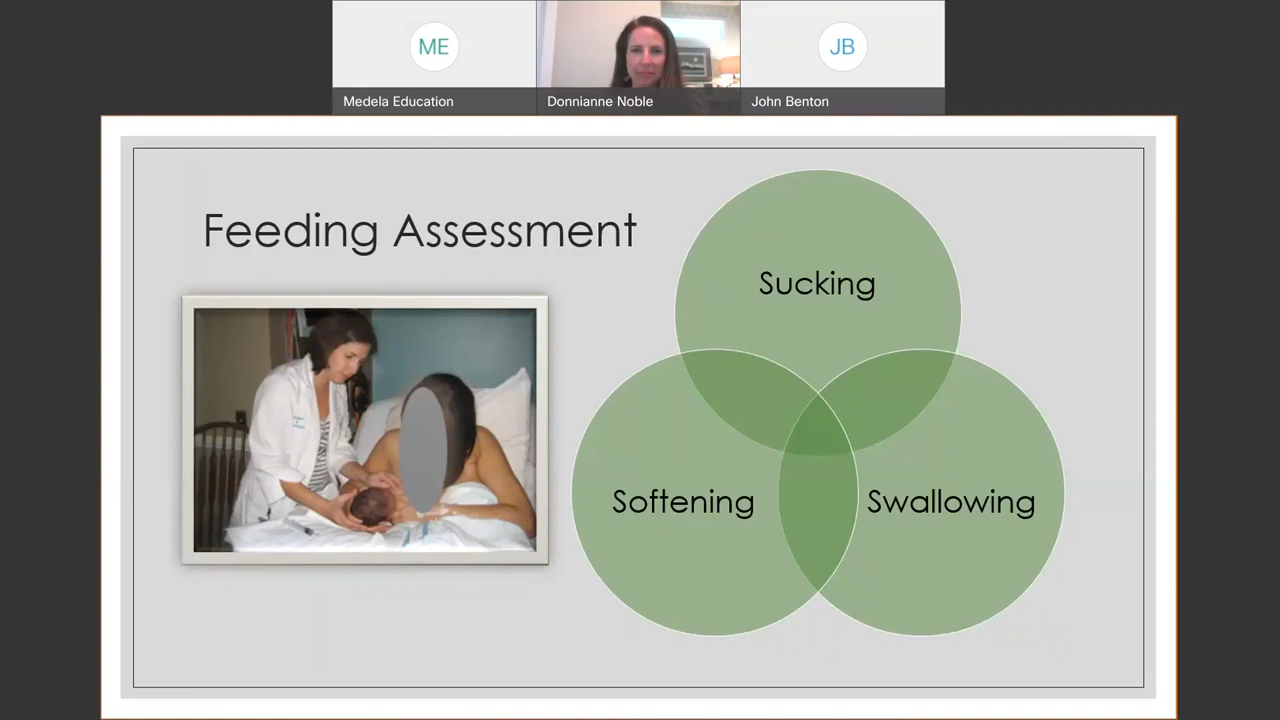 ME
Medela Education
Donnianne Noble
JB
John Benton
Feeding Assessment
Sucking
Softening
Swallowing